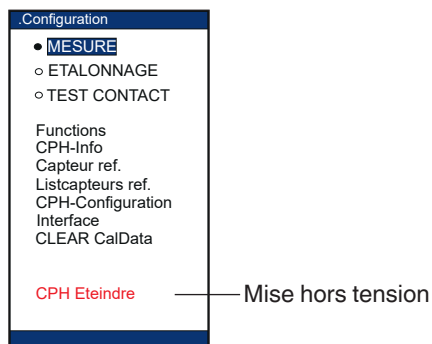 .Configuration
MESURE
ETALONNAGE
TEST CONTACT
Functions
CPH-Info
Capteur ref.
Listcapteurs ref.
CPH-Configuration
Interface
CLEAR CalData
CPH Eteindre
Mise hors tension